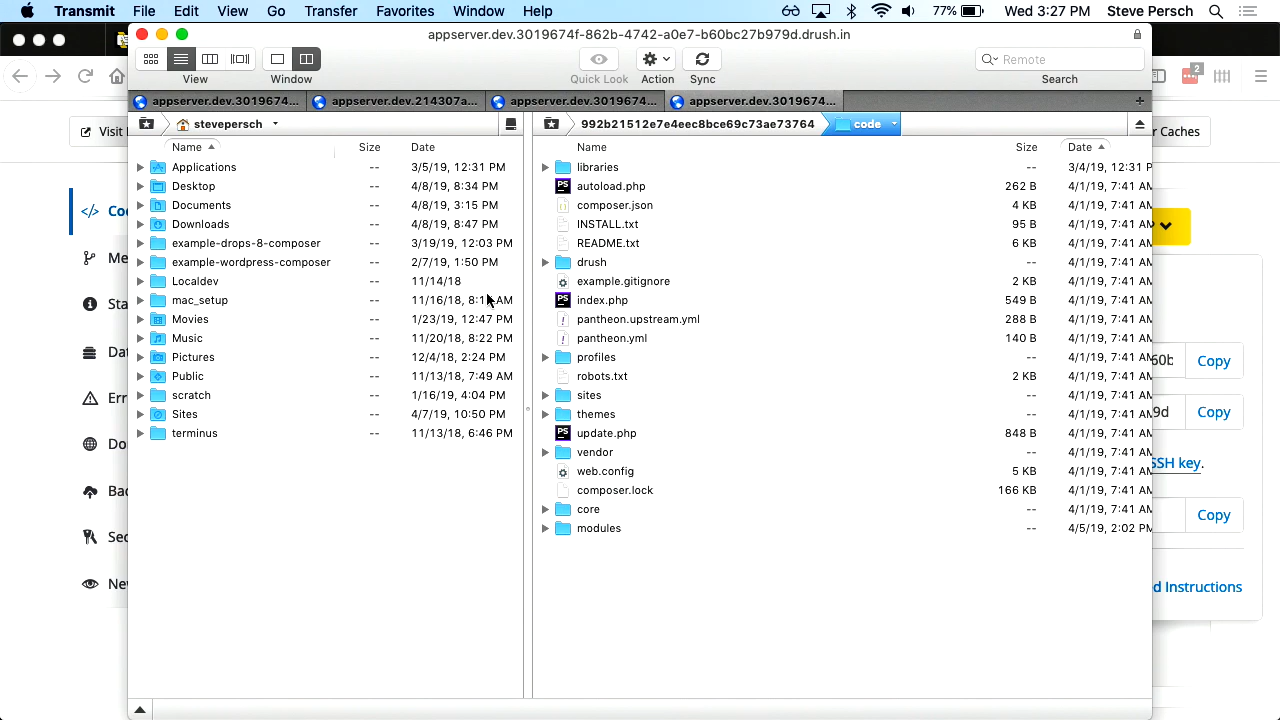 Transmit File Edit View Go Transfer Favorites Window Help 77% Wed 3:27 PM Steve Persch
appserver.dev.3019674f-862b-4742-a0e7-b60bc27b979d.drush.in
View Window Quick Look Action Sync Remote Search
2
appserver.dev.3019674... appserver.dev.214307a... appserver.dev.3019674... appserver.dev.3019674... +
stevepersch 992b21512e7e4eec8bce69c73ae73764 code
Visit
r Caches
Name Size Date
Applications -- 3/5/19, 12:31 PM
Desktop -- 4/8/19, 8:34 PM
Documents -- 4/8/19, 3:15 PM
Downloads -- 4/8/19, 8:47 PM
example-drops-8-composer -- 3/19/19, 12:03 PM
example-wordpress-composer -- 2/7/19, 1:50 PM
Localdev -- 11/14/18
mac_setup -- 11/16/18, 8:1 AM
Movies -- 1/23/19, 12:47 PM
Music -- 11/20/18, 8:22 PM
Pictures -- 12/4/18, 2:24 PM
Public -- 11/13/18, 7:49 AM
scratch -- 1/16/19, 4:04 PM
Sites -- 4/7/19, 10:50 PM
terminus -- 11/13/18, 6:46 PM
Name Size Date
libraries -- 3/4/19, 12:31 P
PS autoload.php 262 B 4/1/19, 7:41 AM
composer.json 4 KB 4/1/19, 7:41 AM
INSTALL.txt 95 B 4/1/19, 7:41 AM
README.txt 6 KB 4/1/19, 7:41 AM
drush -- 4/1/19, 7:41 AM
example.gitignore 2 KB 4/1/19, 7:41 AM
PS index.php 549 B 4/1/19, 7:41 AM
pantheon.upstream.yml 288 B 4/1/19, 7:41 AM
pantheon.yml 140 B 4/1/19, 7:41 AM
profiles -- 4/1/19, 7:41 AM
robots.txt 2 KB 4/1/19, 7:41 AM
sites -- 4/1/19, 7:41 AM
themes -- 4/1/19, 7:41 AM
PS update.php 848 B 4/1/19, 7:41 AM
vendor -- 4/1/19, 7:41 AM
web.config 5 KB 4/1/19, 7:41 AM
composer.lock 166 KB 4/1/19, 7:41 AM
core -- 4/1/19, 7:41 AM
modules -- 4/5/19, 2:02 PM
</> Co
Me
Sta
Dat
Err
Do
Bac
Sec
Nev
60b Copy
9d Copy
SSH key.
Copy
d Instructions